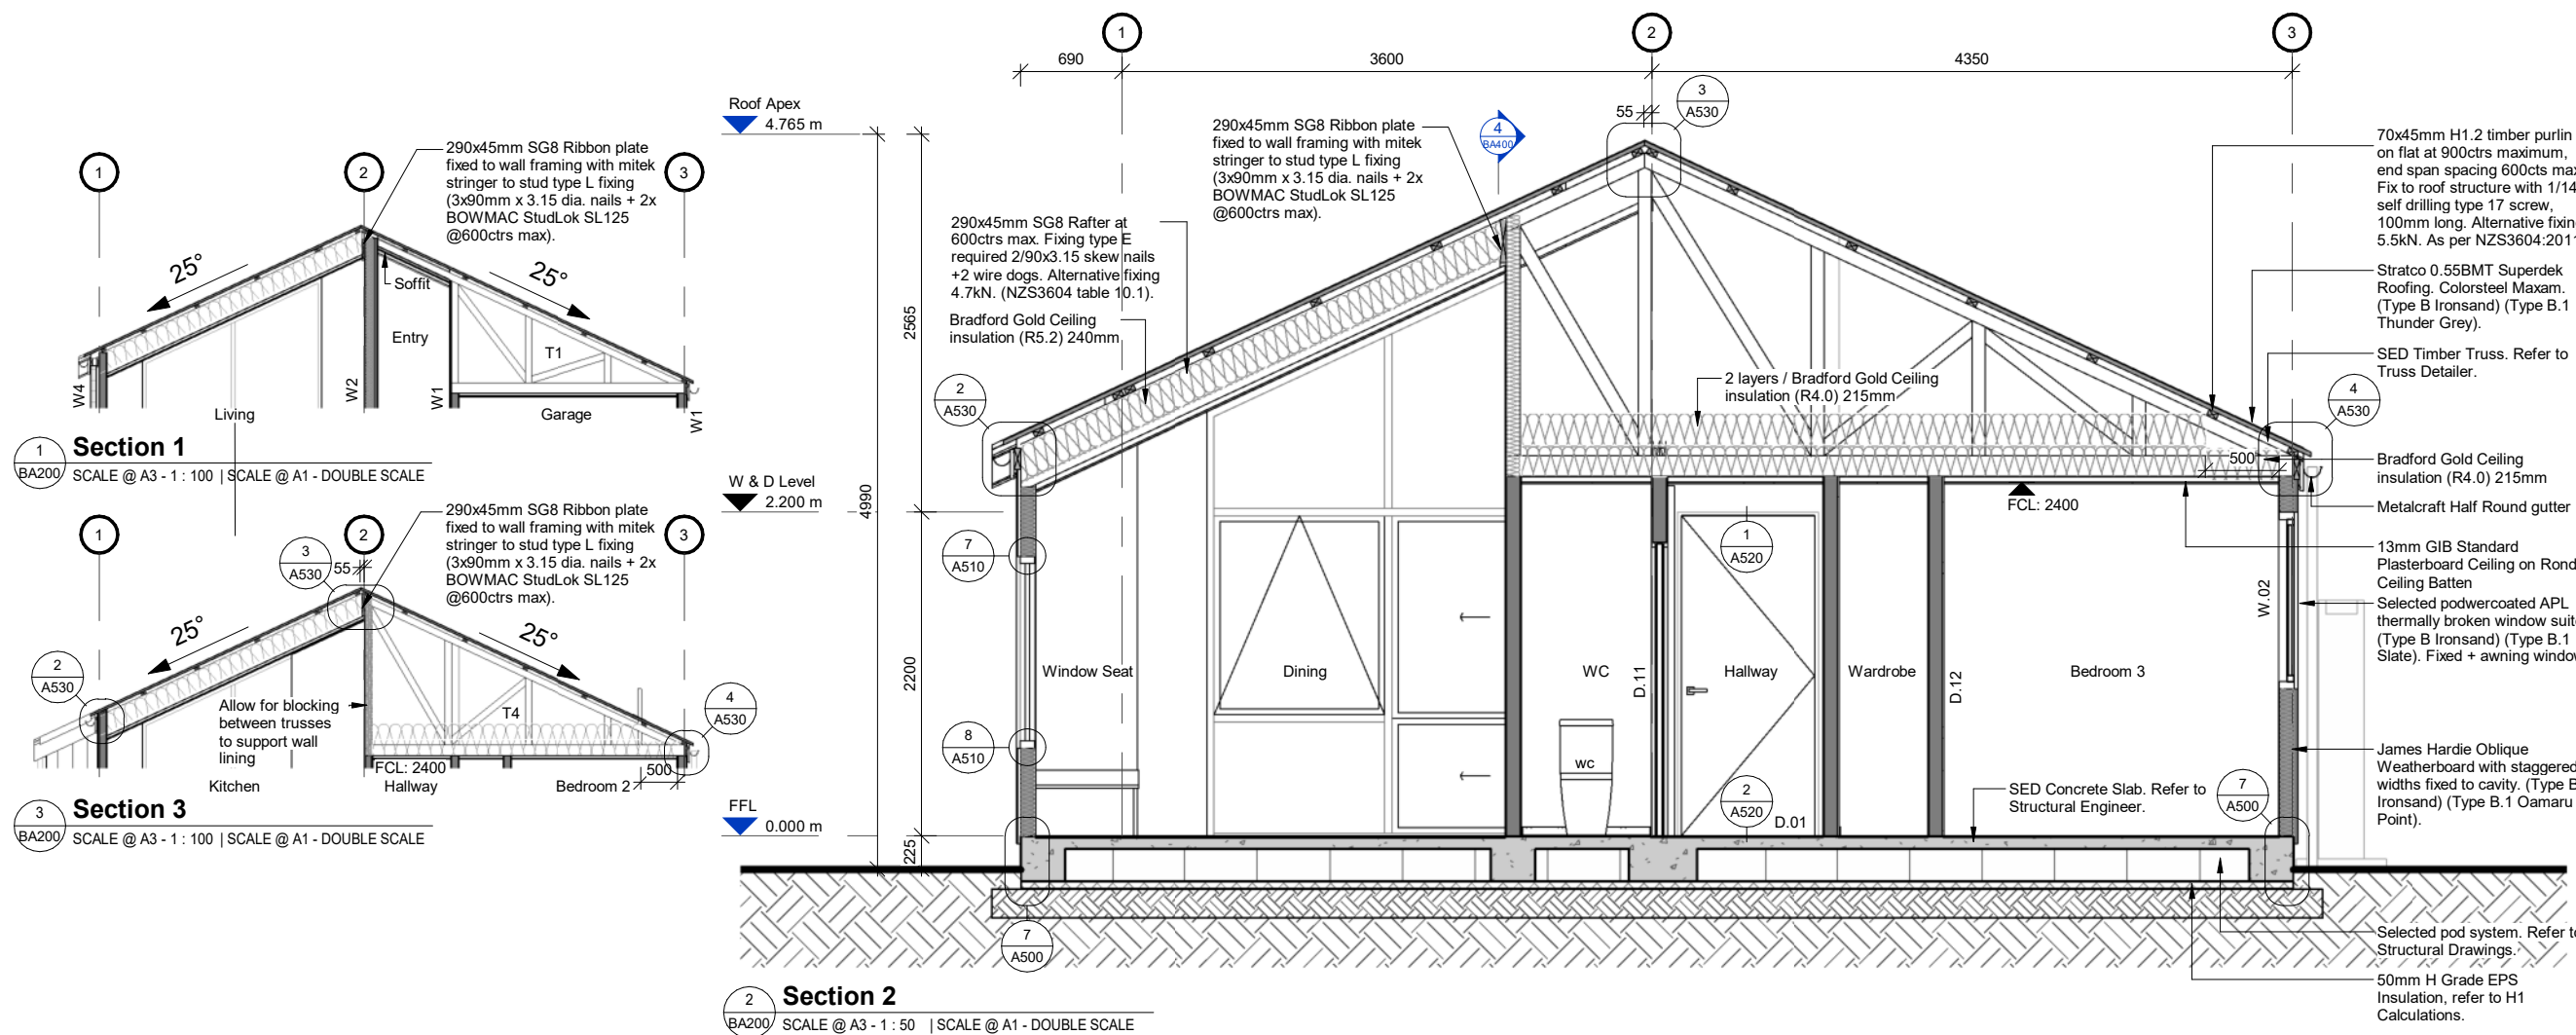 1
2
3
25°
25°
Soffit
Entry
T1
W4
W2
W1
W1
Living
Garage
290x45mm SG8 Ribbon plate
fixed to wall framing with mitek
stringer to stud type L fixing
(3x90mm x 3.15 dia. nails + 2x
BOWMAC StudLok SL125
@600ctrs max).
1
BA200
Section 1
SCALE @ A3 - 1 : 100 | SCALE @ A1 - DOUBLE SCALE
1
2
3
3
A530
55
290x45mm SG8 Ribbon plate
fixed to wall framing with mitek
stringer to stud type L fixing
(3x90mm x 3.15 dia. nails + 2x
BOWMAC StudLok SL125
@600ctrs max).
25°
25°
2
A530
4
A530
Allow for blocking
between trusses
to support wall
lining
T4
FCL: 2400
500
Kitchen
Hallway
Bedroom 2
3
BA200
Section 3
SCALE @ A3 - 1 : 100 | SCALE @ A1 - DOUBLE SCALE
1
2
3
690
3600
4350
Roof Apex
4.765 m
W & D Level
2.200 m
FFL
0.000 m
4990
2565
2200
225
55
3
A530
4
BA400
290x45mm SG8 Ribbon plate
fixed to wall framing with mitek
stringer to stud type L fixing
(3x90mm x 3.15 dia. nails + 2x
BOWMAC StudLok SL125
@600ctrs max).
290x45mm SG8 Rafter at
600ctrs max. Fixing type E
required 2/90x3.15 skew nails
+2 wire dogs. Alternative fixing
4.7kN. (NZS3604 table 10.1).
Bradford Gold Ceiling
insulation (R5.2) 240mm
2
A530
2 layers / Bradford Gold Ceiling
insulation (R4.0) 215mm
4
A530
500
FCL: 2400
7
A510
8
A510
1
A520
2
A520
Window Seat
Dining
WC
wc
D.11
Hallway
D.01
Wardrobe
D.12
Bedroom 3
W.02
SED Concrete Slab. Refer to
Structural Engineer.
7
A500
7
A500
70x45mm H1.2 timber purlin
on flat at 900ctrs maximum,
end span spacing 600cts
Fix to roof structure with 1/14
self drilling type 17 screw,
100mm long. Alternative
5.5kN. As per
Stratco 0.55BMT Superdek
Roofing. Colorsteel Maxam.
(Type B Ironsand) (Type B.1
Thunder Grey).
SED Timber Truss. Refer to
Truss Detailer.
Bradford Gold Ceiling
insulation (R4.0) 215mm
Metalcraft Half Round gutter
13mm GIB Standard
Plasterboard Ceiling on
Ceiling Batten
Selected podwercoated APL
thermally broken window
(Type B Ironsand) (Type B.1
Slate). Fixed + awning
James Hardie Oblique
Weatherboard with staggered
widths fixed to cavity. (Type
Ironsand) (Type B.1 Oamaru
Point).
Selected pod system. Refer
Structural Drawings.
50mm H Grade EPS
Insulation, refer to H1
Calculations.
2
BA200
Section 2
SCALE @ A3 - 1 : 50 | SCALE @ A1 - DOUBLE SCALE